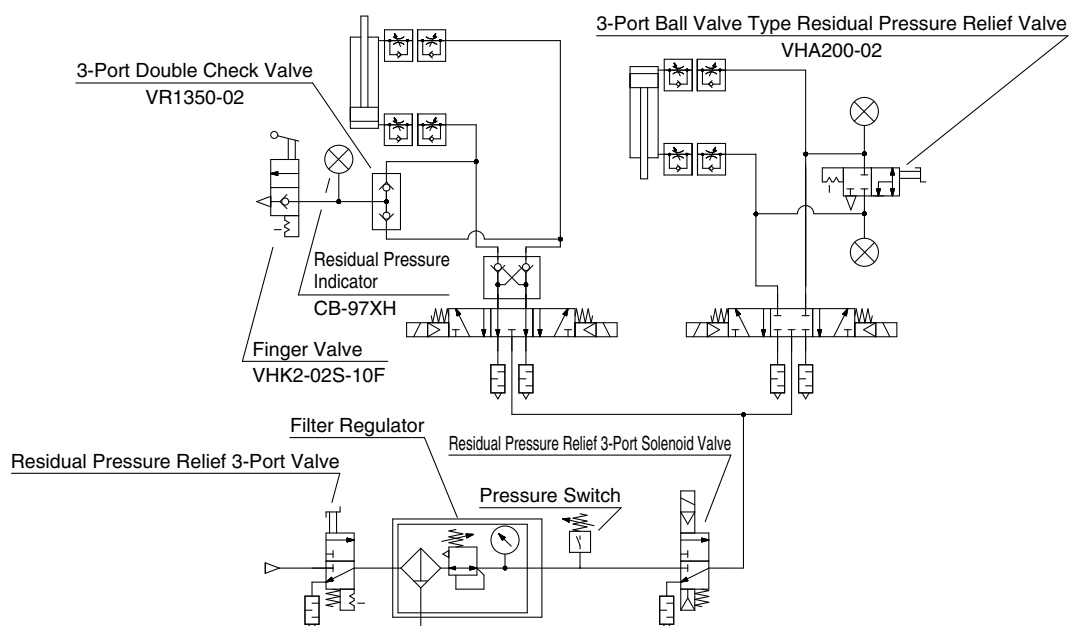 3-Port Ball Valve Type Residual Pressure Relief Valve
VHA200-02
3-Port Double Check Valve
VR1350-02
Residual Pressure
Indicator
CB-97XH
Finger Valve
VHK2-02S-10F
Filter Regulator
Residual Pressure Relief 3-Port Solenoid Valve
Residual Pressure Relief 3-Port Valve
Pressure Switch